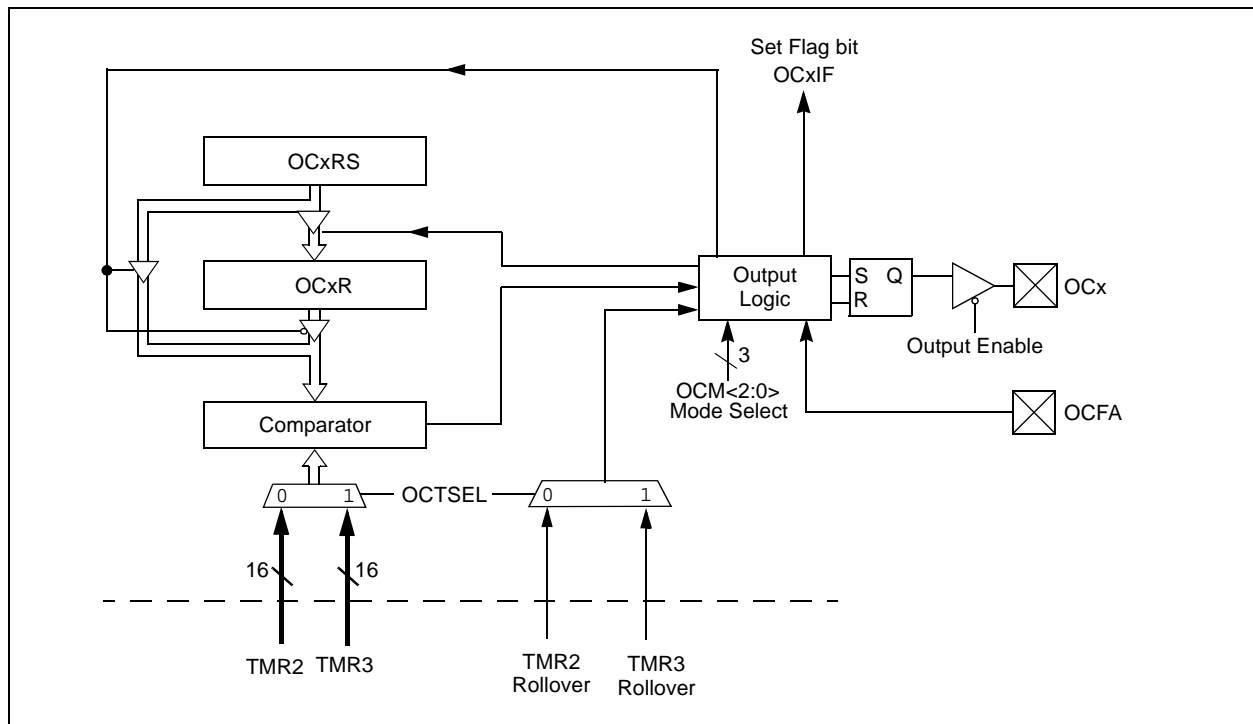 Set Flag bit
OCxIF
OCxRS
OCxR
Output
Logic
S Q
R
OCx
Output Enable
3
OCM<2:0>
Mode Select
OCFA
Comparator
0 1
OCTSEL
0 1
16
16
TMR2
TMR3
TMR2
Rollover
TMR3
Rollover